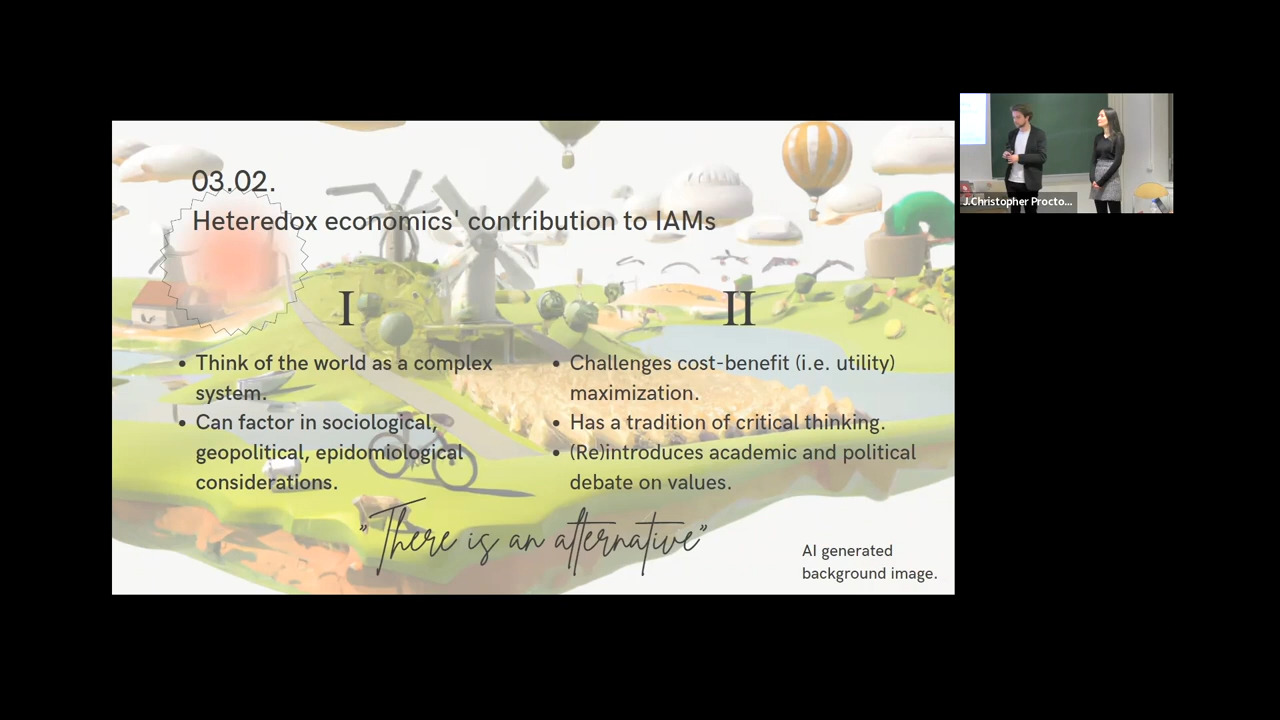 03.02.
Heteredox economics' contribution to IAMs
I
• Think of the world as a complex
system.
• Can factor in sociological,
geopolitical, epidomiological
considerations.
II
• Challenges cost-benefit (i.e. utility)
maximization.
• Has a tradition of critical thinking.
• (Re)introduces academic and political
debate on values.
"There is an alternative"
AI generated
background image.
J.Christopher Procto...